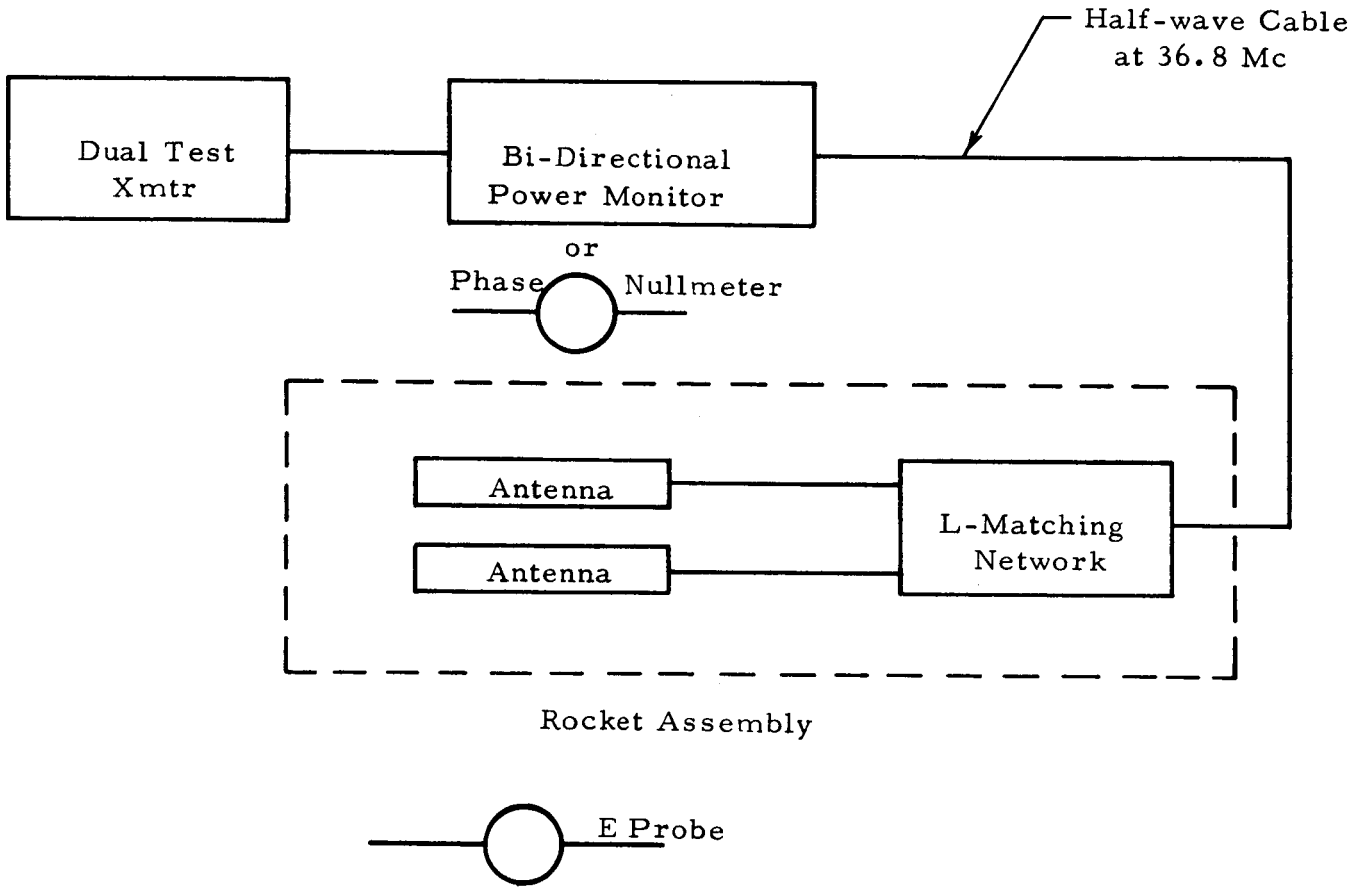 Half-wave Cable
at 36.8 Mc
Dual Test
Xmtr
Bi-Directional
Power Monitor
or
Phase Nullmeter
Antenna
Antenna
L-Matching
Network
Rocket Assembly
E Probe